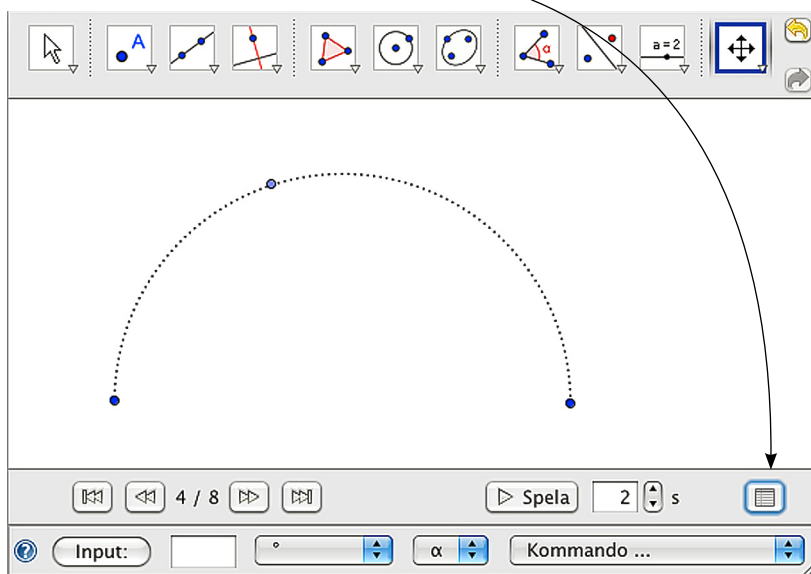 A
α
a = 2
4 / 8
Spela
2
s
Input:
°
α
Kommando ...